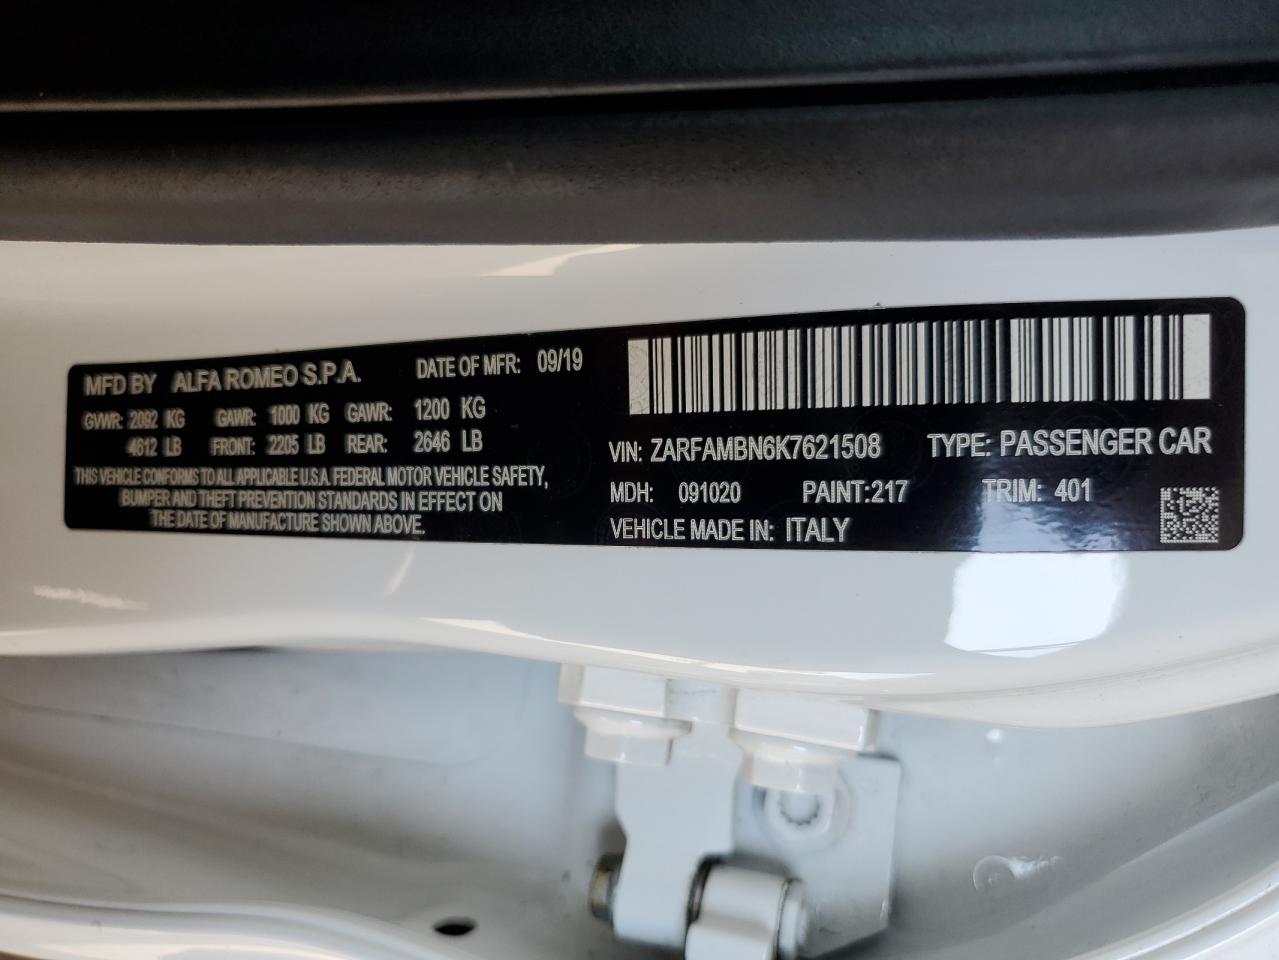 MFD BY ALFA ROMEO S.P.A. DATE OF MFR: 09/19
GVWR: 2092 KG GAWR: 1000 KG GAWR: 1200 KG
4612 LB FRONT: 2205 LB REAR: 2646 LB
THIS VEHICLE CONFORMS TO ALL APPLICABLE U.S.A. FEDERAL MOTOR VEHICLE SAFETY,
BUMPER AND THEFT PREVENTION STANDARDS IN EFFECT ON
THE DATE OF MANUFACTURE SHOWN ABOVE.
VIN: ZARFAMBN6K7621508 TYPE: PASSENGER CAR
MDH: 091020 PAINT:217 TRIM: 401
VEHICLE MADE IN: ITALY